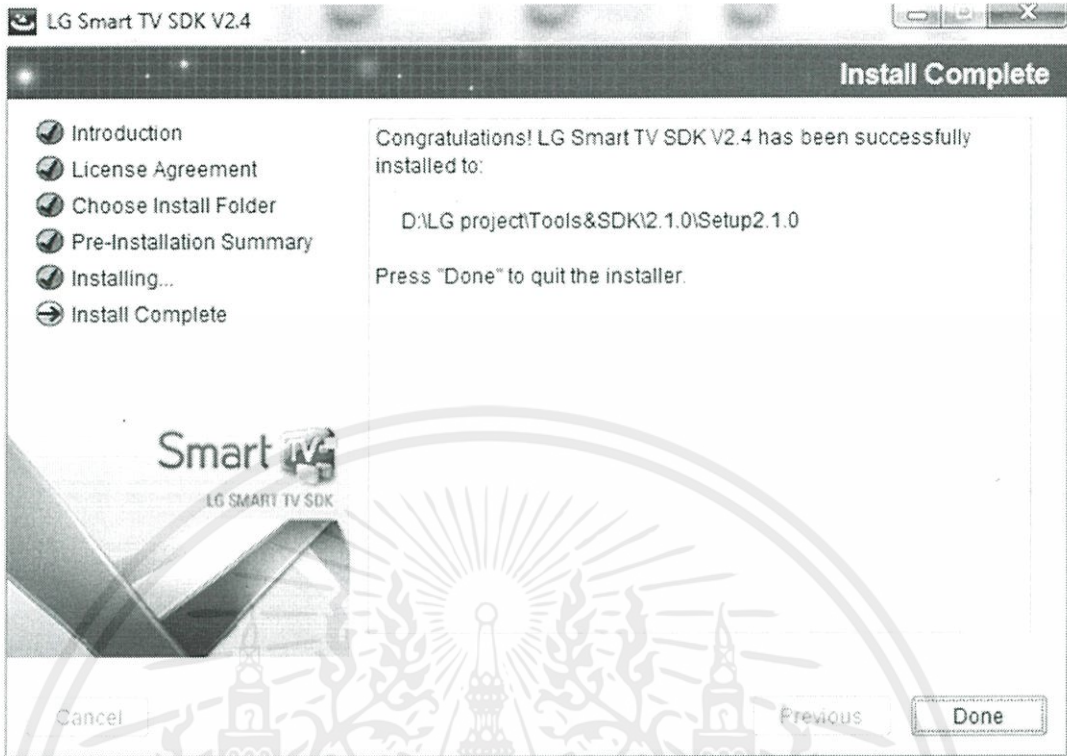 LG Smart TV SDK V2.4
Install Complete
Introduction
License Agreement
Choose Install Folder
Pre-Installation Summary
Installing...
Install Complete
Congratulations! LG Smart TV SDK V2.4 has been successfully
installed to:
D:\LG project\Tools&SDK\2.1.0\Setup2.1.0
Press "Done" to quit the installer.
Smart TV
LG SMART TV SDK
Cancel
Previous
Done